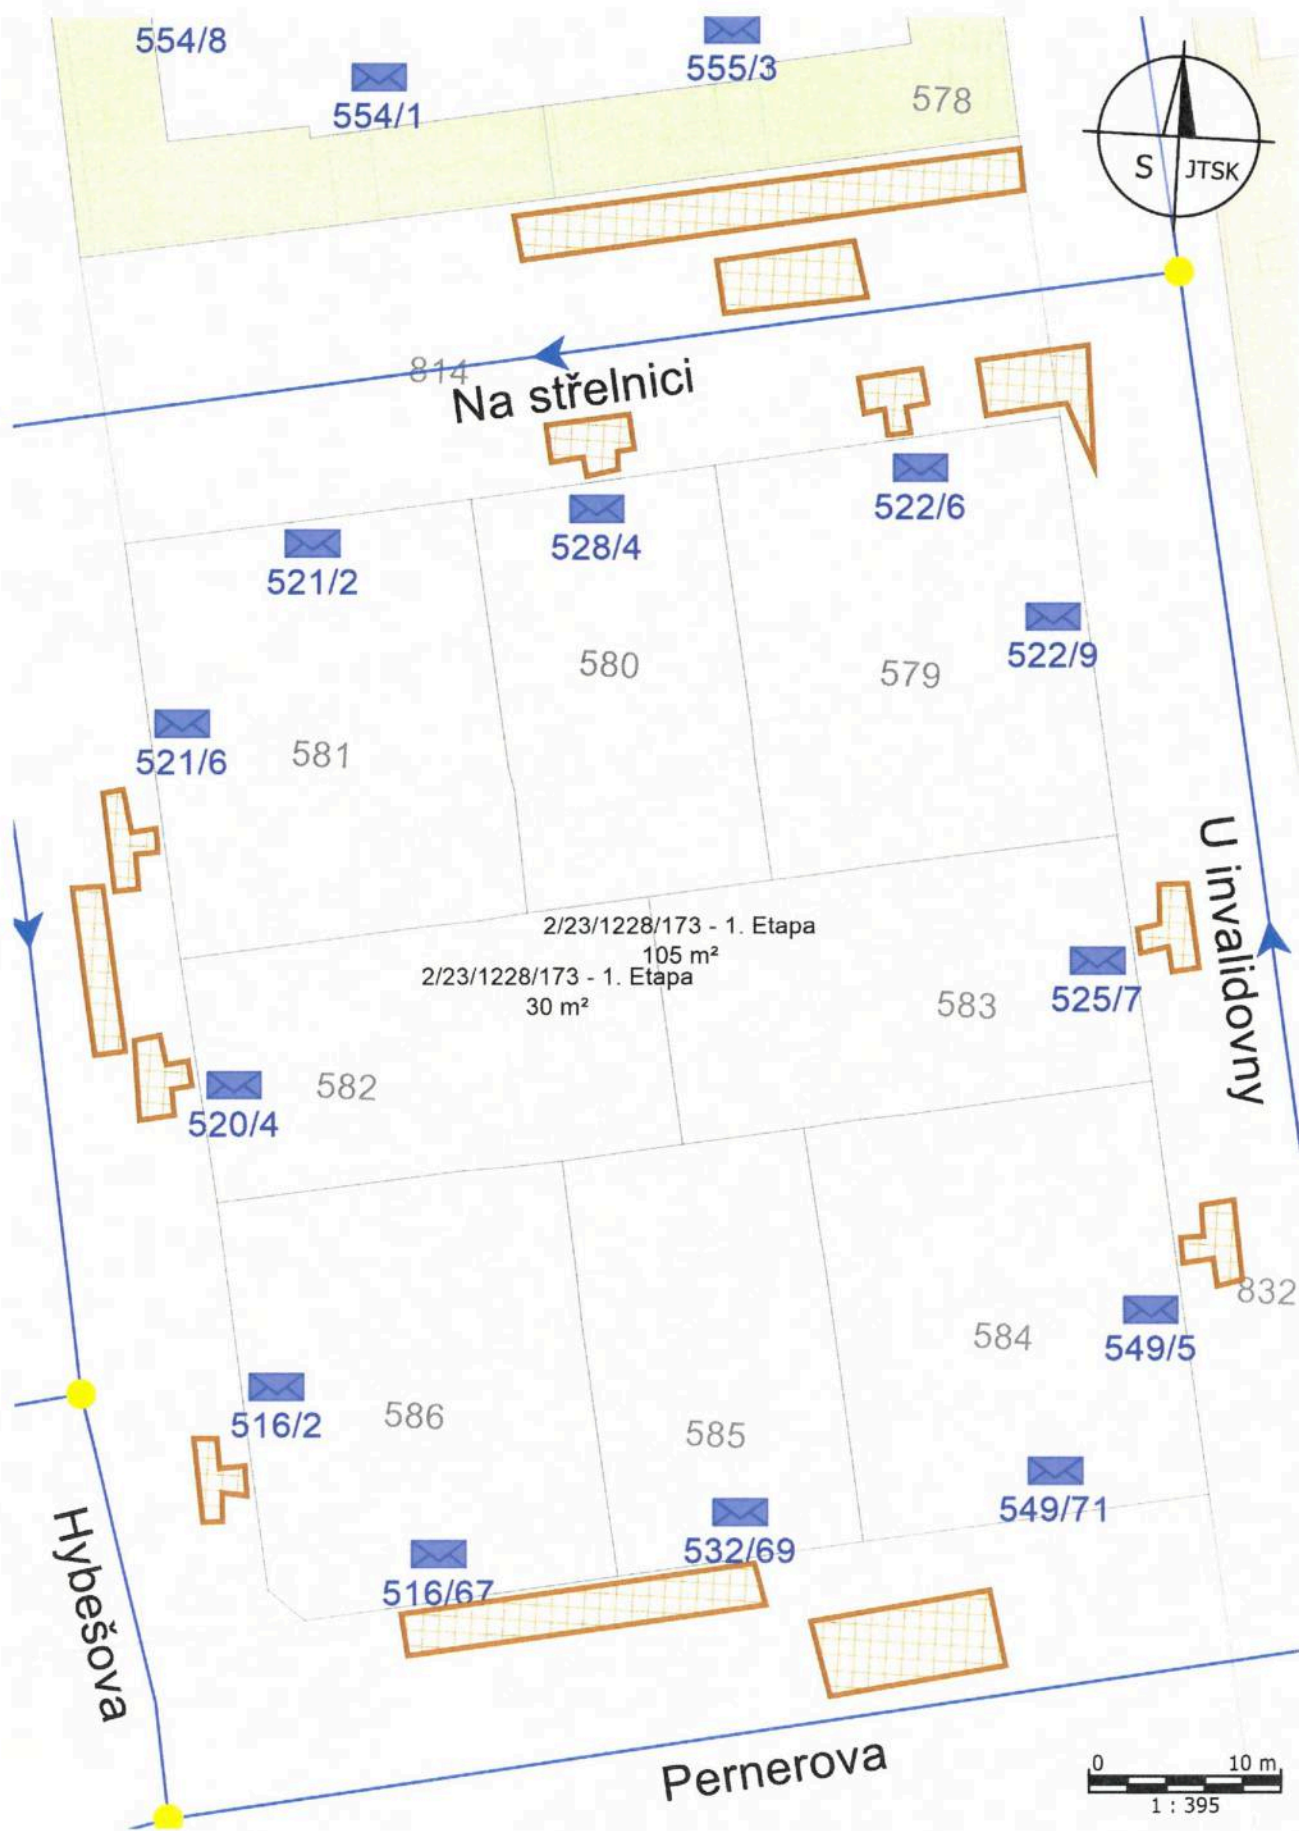 554/8
555/3
554/1
578
S JTSK
814
Na střelnici
522/6
528/4
521/2
522/9
580
579
521/6
581
U invalidovny
2/23/1228/173 - 1. Etapa
105 m²
2/23/1228/173 - 1. Etapa
30 m²
583
525/7
582
520/4
832
584
549/5
516/2
586
585
549/71
532/69
516/67
Hybešova
Pernerova
0 10 m
1 : 395